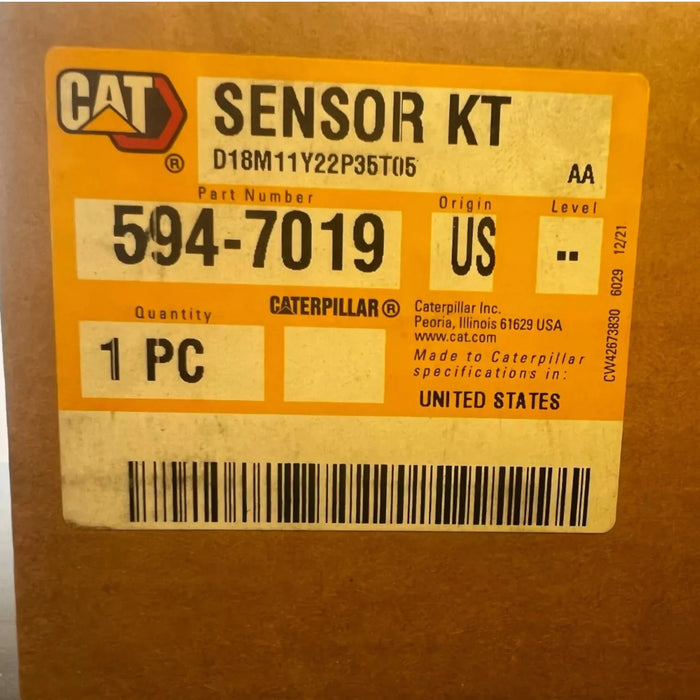 CAT
®
SENSOR KT
D18M11Y22P35T05
AA
Part Number
Origin
Level
594-7019
US
--
CATERPILLAR®
Quantity
1 PC
Caterpillar Inc.
Peoria, Illinois 61629 USA
www.cat.com
Made to Caterpillar
specifications in:
UNITED STATES
CW42673830 6029 12/21